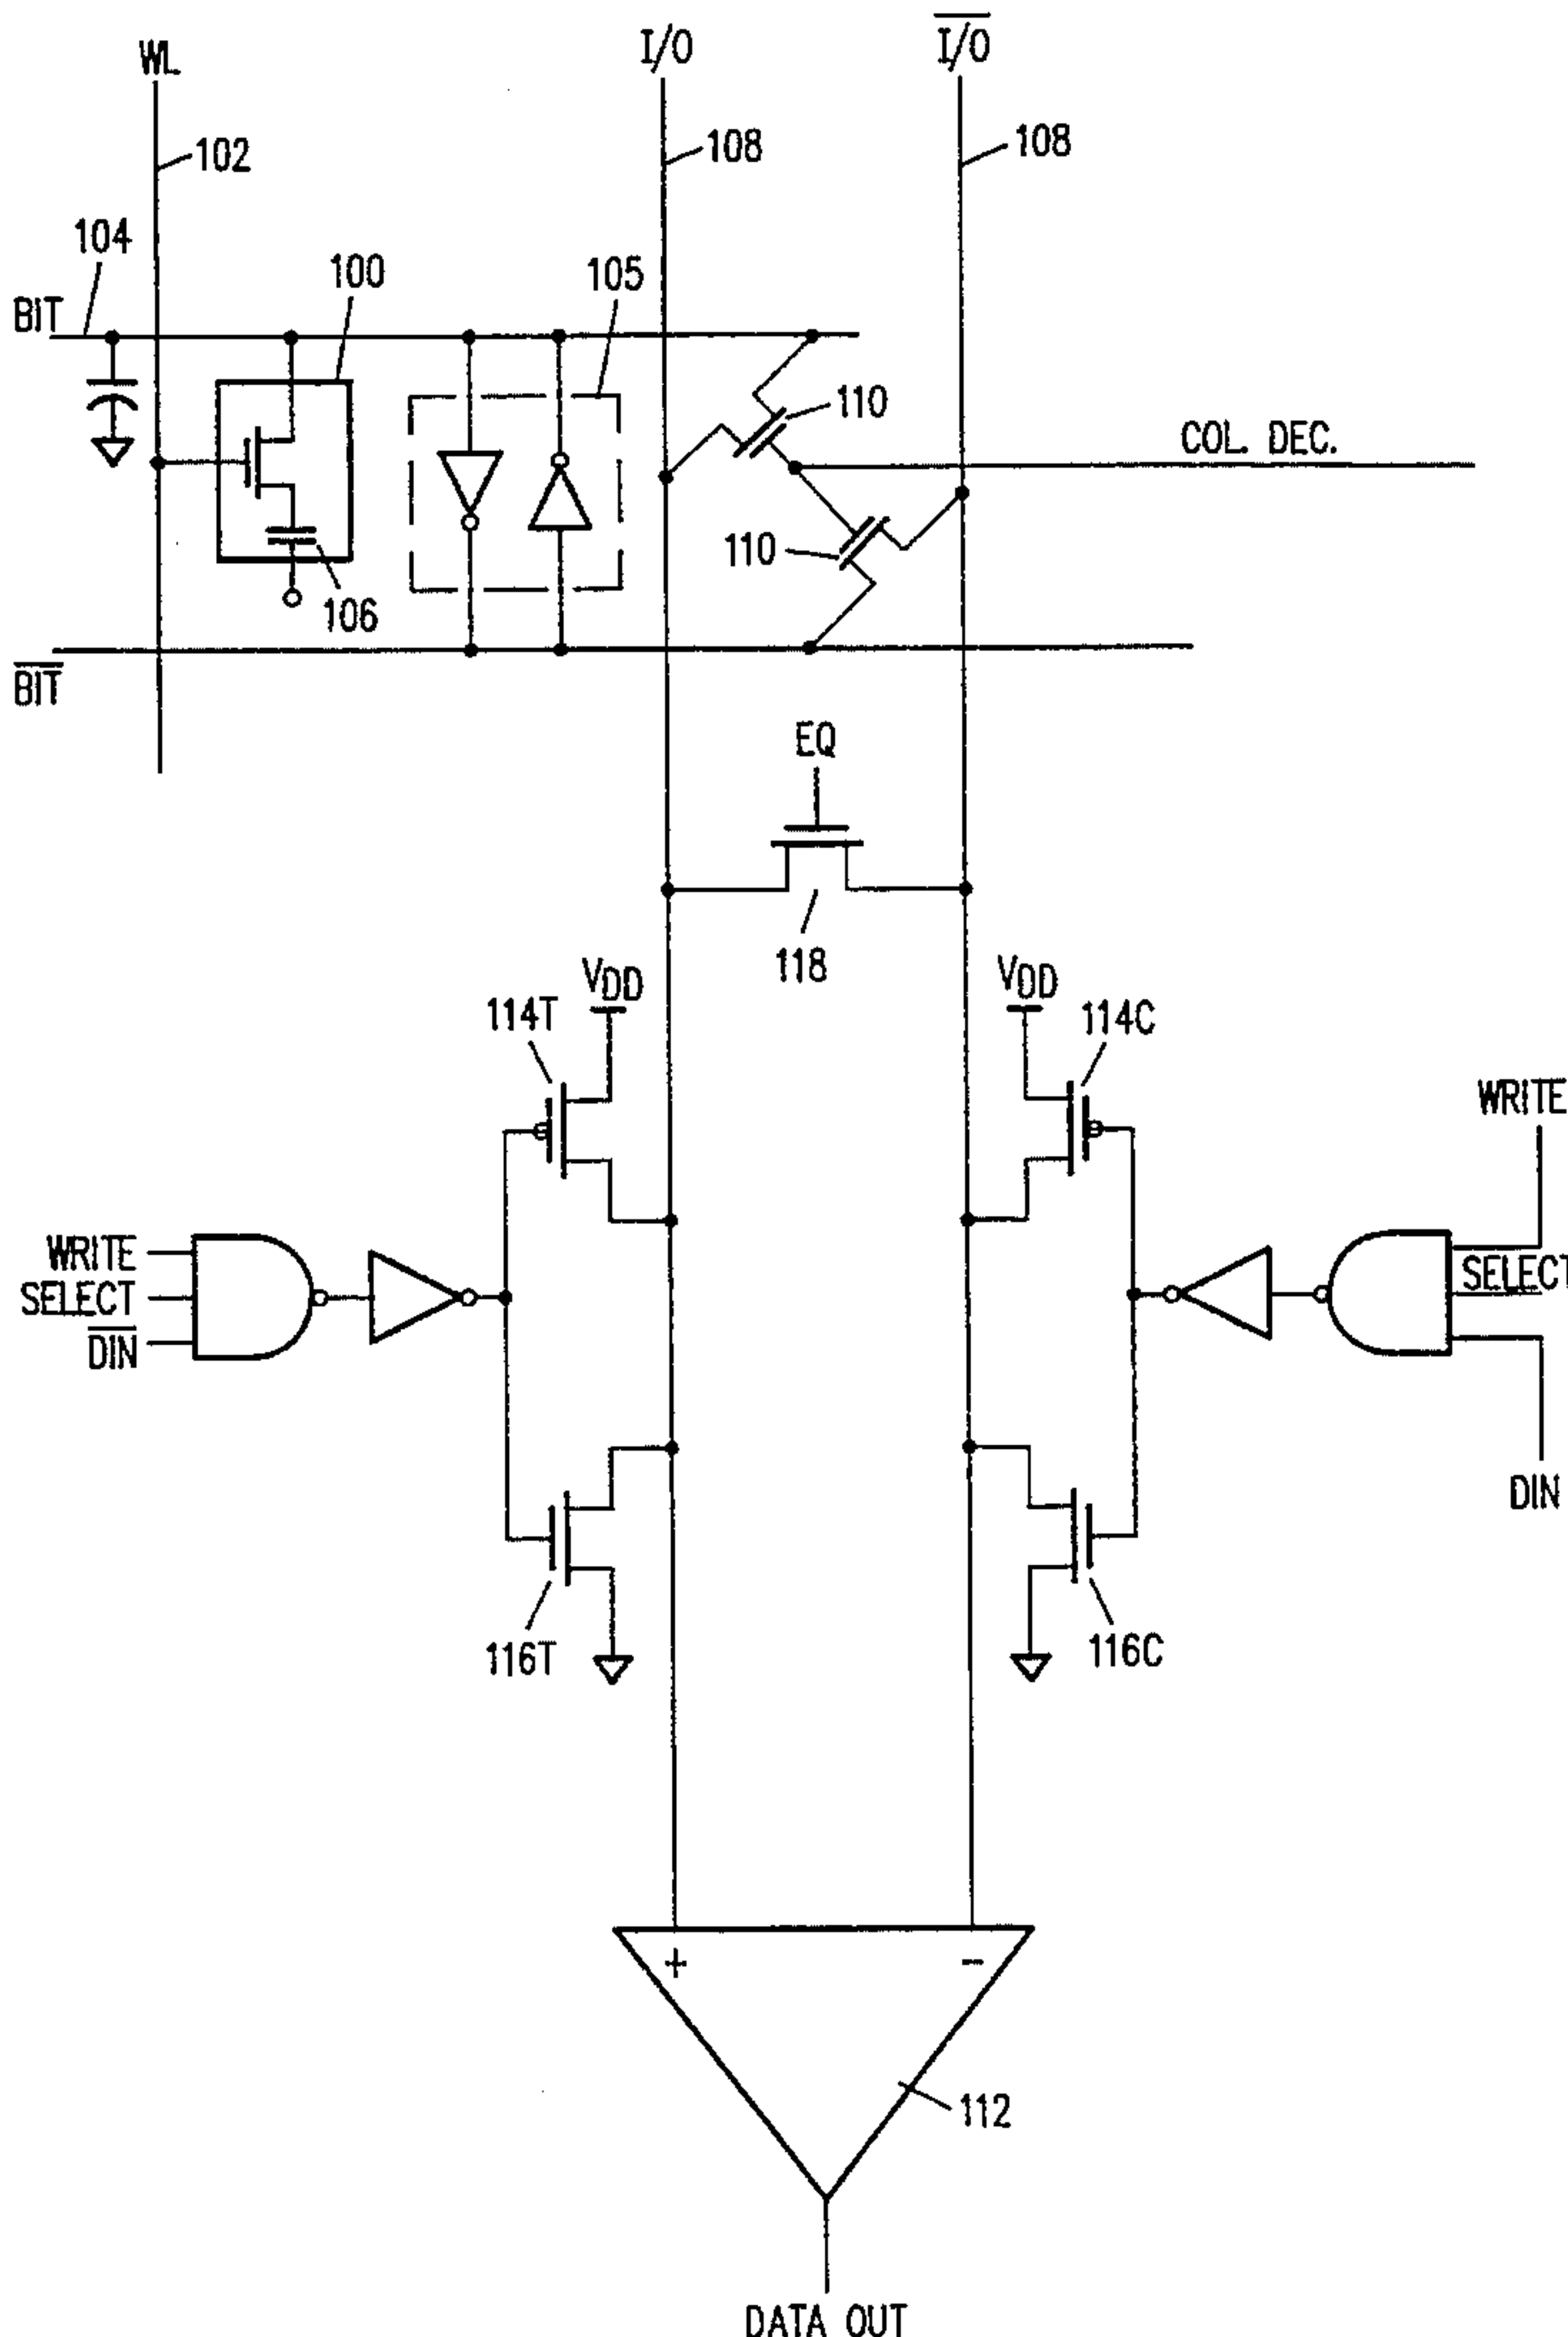 WL
I/O
I/O
102
108
108
104
100
105
BIT
110
COL. DEC.
110
106
BIT
EQ
118
VDD
VDD
114T
114C
WRITE
WRITE
SELECT
SELECT
DIN
DIN
116T
116C
+
-
112
DATA OUT